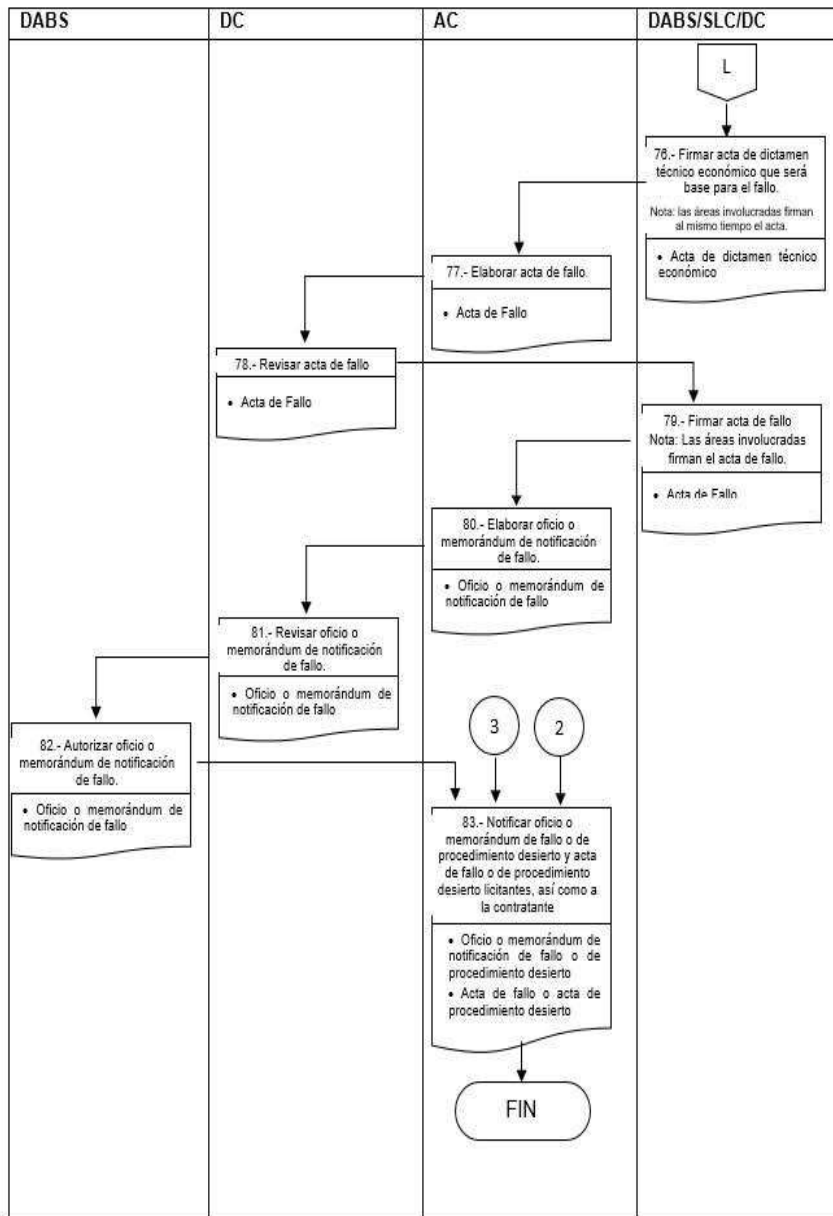 DABS DC AC DABS/SLC/DC
L
76.- Firmar acta de dictamen
técnico económico que será
base para el fallo.
Nota: las áreas involucradas firman
al mismo tiempo el acta.
• Acta de dictamen técnico
económico
77.- Elaborar acta de fallo.
• Acta de Fallo
78.- Revisar acta de fallo
• Acta de Fallo
79.- Firmar acta de fallo
Nota: Las áreas involucradas
firman el acta de fallo.
• Acta de Fallo
80.- Elaborar oficio o
memorándum de notificación
de fallo.
• Oficio o memorándum de
notificación de fallo
81.- Revisar oficio o
memorándum de notificación
de fallo.
• Oficio o memorándum de
notificación de fallo
82.- Autorizar oficio o
memorándum de notificación
de fallo.
• Oficio o memorándum de
notificación de fallo
3 2
83.- Notificar oficio o
memorándum de fallo o de
procedimiento desierto y acta
de fallo o de procedimiento
desierto licitantes, así como a
la contratante
• Oficio o memorándum de
notificación de fallo o de
procedimiento desierto
• Acta de fallo o acta de
procedimiento desierto
FIN